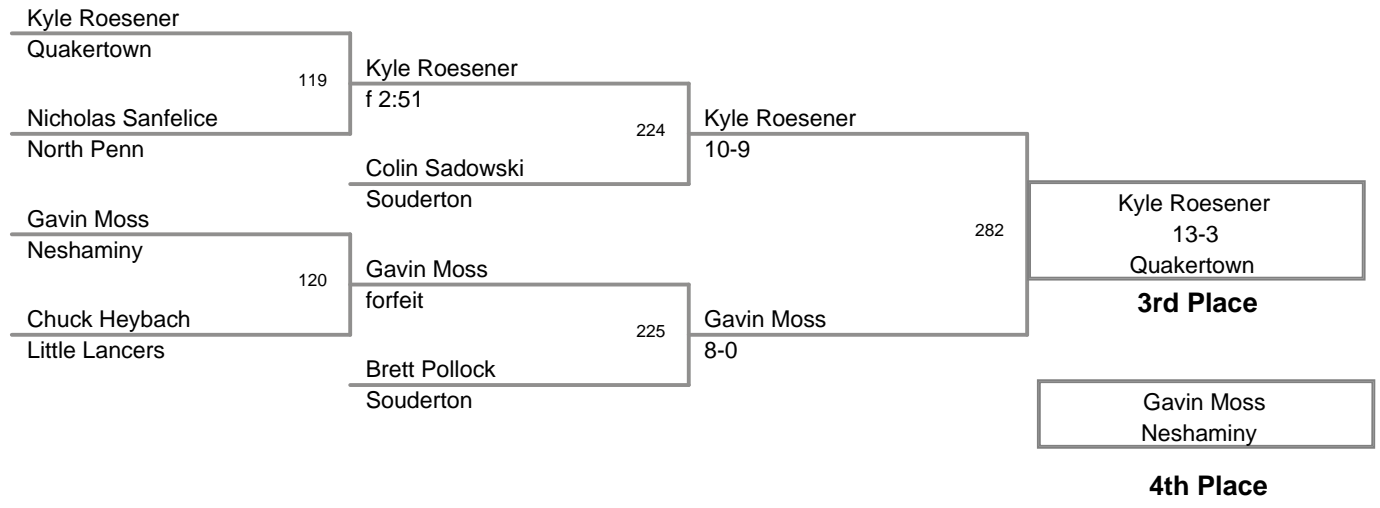 Kyle Roesener
Quakertown
119
Nicholas Sanfelice
North Penn
Gavin Moss
Neshaminy
120
Chuck Heybach
Little Lancers
Kyle Roesener
f 2:51
224
Colin Sadowski
Souderton
Gavin Moss
forfeit
225
Brett Pollock
Souderton
Kyle Roesener
10-9
282
Gavin Moss
8-0
Kyle Roesener
13-3
Quakertown
3rd Place
Gavin Moss
Neshaminy
4th Place